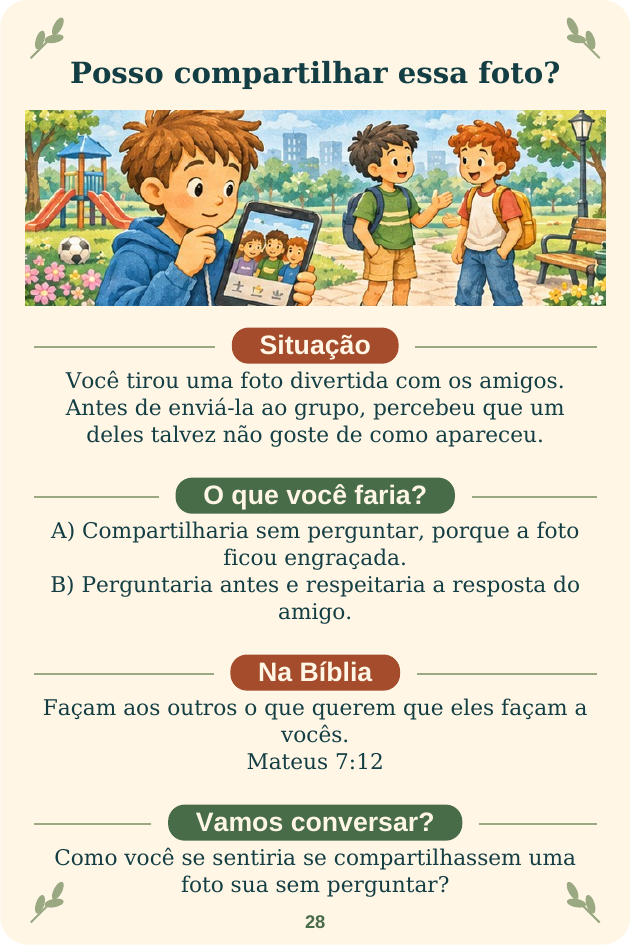 Posso compartilhar essa foto?
Situação
Você tirou uma foto divertida com os amigos.
Antes de enviá-la ao grupo, percebeu que um
deles talvez não goste de como apareceu.
O que você faria?
A) Compartilharia sem perguntar, porque a foto
ficou engraçada.
B) Perguntaria antes e respeitaria a resposta do
amigo.
Na Bíblia
Façam aos outros o que querem que eles façam a
vocês.
Mateus 7:12
Vamos conversar?
Como você se sentiria se compartilhassem uma
foto sua sem perguntar?
28